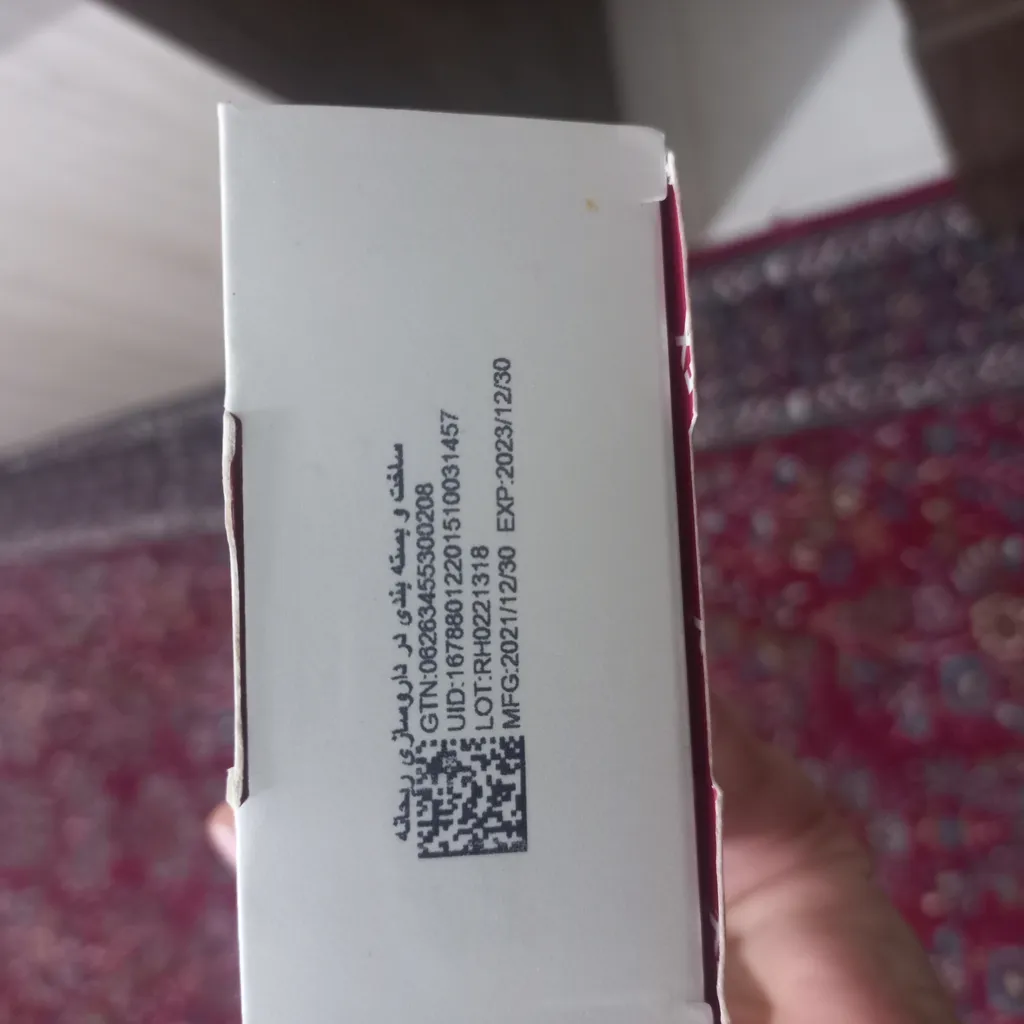 ساخت و بسته بندی در داروسازی ریحانه
GTN:06263455300208
UID:16788012201510031457
LOT:RH0221318
MFG:2021/12/30 EXP:2023/12/30